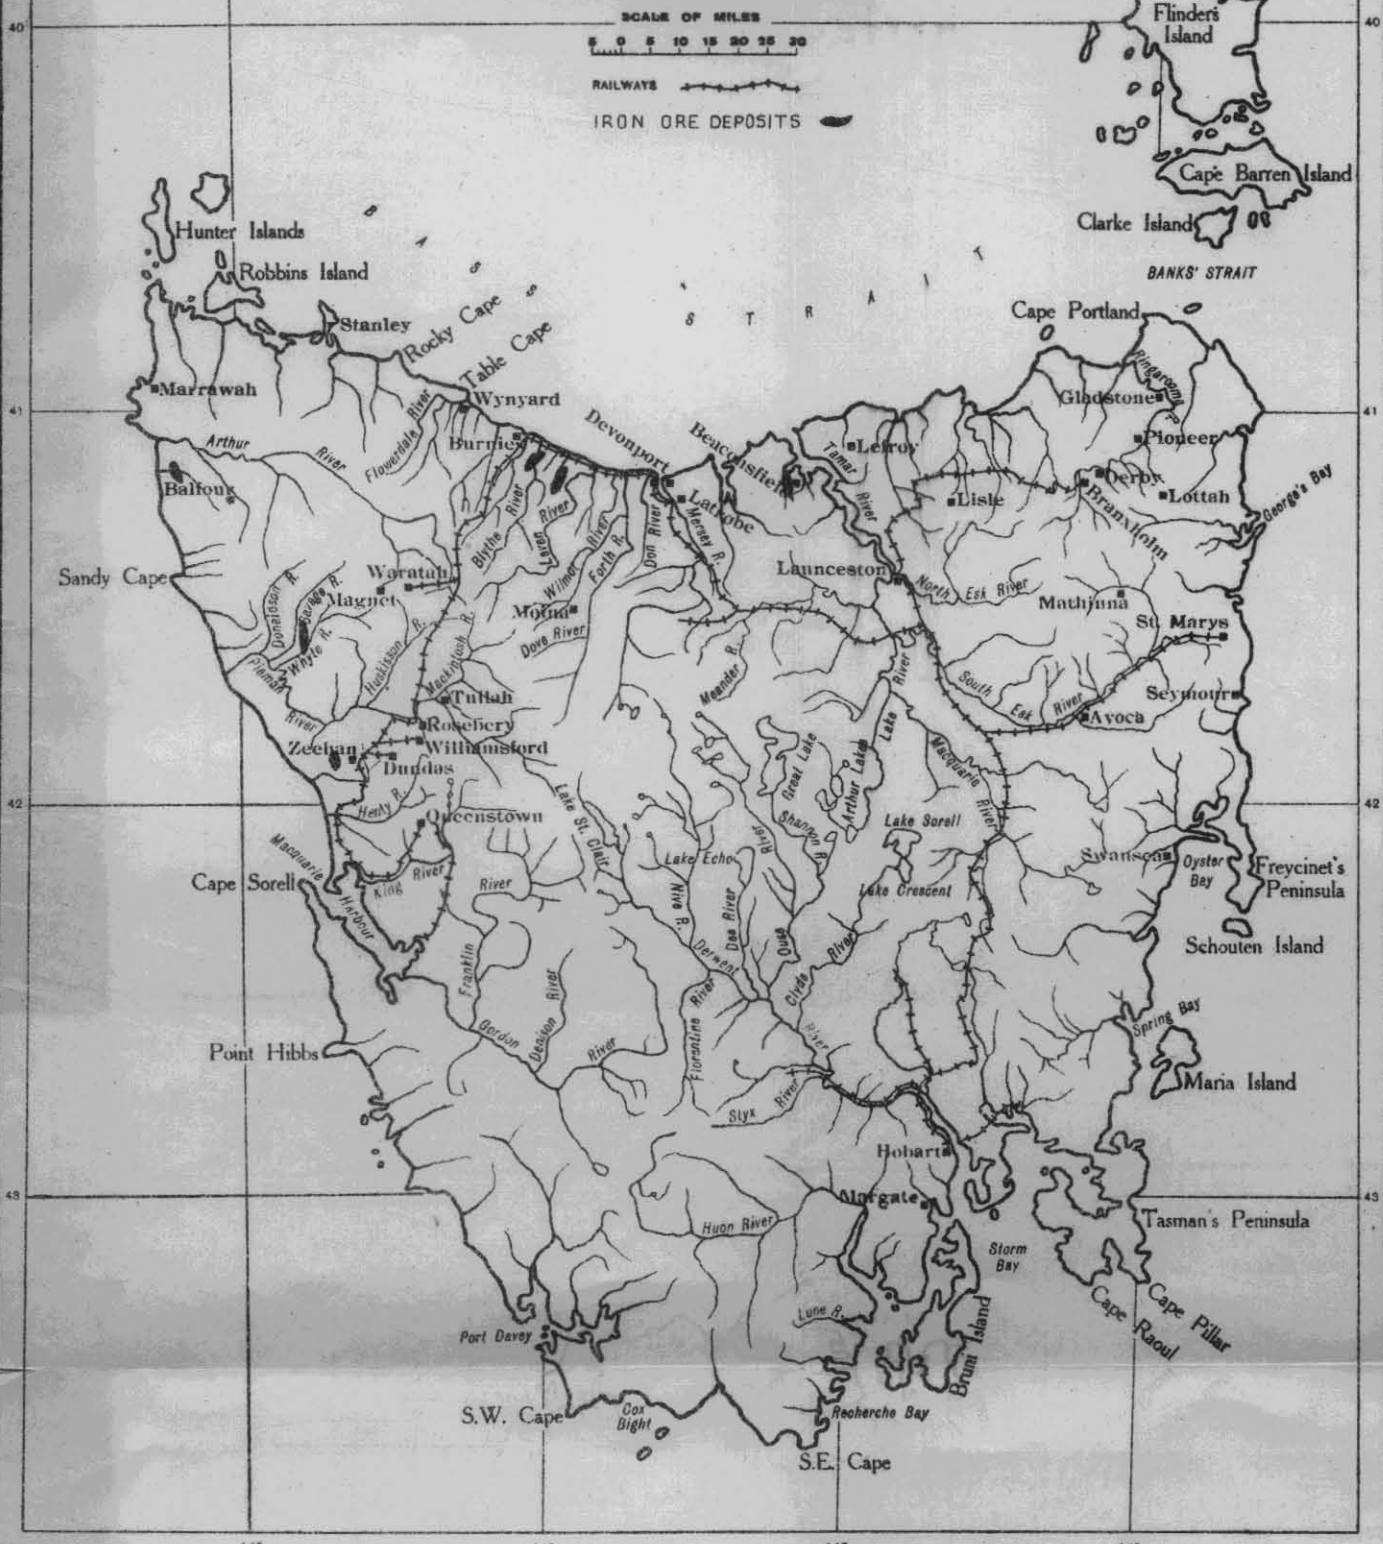 SCALE OF MILES
5 0 5 10 15 20 25 30
RAILWAYS
IRON ORE DEPOSITS
40
40
Flinders
Island
Cape Barren Island
Clarke Island
BANKS' STRAIT
Hunter Islands
Robbins Island
BASS STRAIT
Stanley
Rocky Cape
Table Cape
Cape Portland
Ringarooma R.
Marrawah
Wynyard
Gladstone
41
41
Arthur River
Flowerdale River
Burnie
Devonport
Beaconsfield
Tamar River
Lefroy
Pioneer
Balfour
Latrobe
Lisle
Derby
Lottah
Branxholm
George's Bay
Blythe River
Leven River
Wilmot River
Forth R.
Don River
Mersey R.
Sandy Cape
Waratah
Magnet
Launceston
North Esk River
Mathinna
Donaldson R.
Savage R.
Whyte R.
Huskisson R.
Mackintosh R.
Moina
Dove River
St. Marys
Pieman River
Meander R.
South Esk River
Seymour
Tullah
Rosebery
Avoca
Zeehan
Williamsford
Dundas
Great Lake
Arthur Lakes
Lake River
Macquarie River
42
42
Henty R.
Queenstown
Lake St. Clair
Shannon R.
Lake Sorell
Lake Echo
Swansea
Oyster
Bay
Freycinet's
Peninsula
Macquarie Harbour
Cape Sorell
King River
Lake Crescent
Schouten Island
Franklin River
Nive R.
Dee River
Ouse River
Derwent River
Clyde River
Gordon River
Denison River
Florentine River
Spring Bay
Point Hibbs
Maria Island
Styx River
Hobart
43
43
Margate
Huon River
Tasman's Peninsula
Storm
Bay
Lune R.
Cape Pillar
Cape Raoul
Port Davey
Bruni Island
S.W. Cape
Cox
Bight
Recherche Bay
S.E. Cape